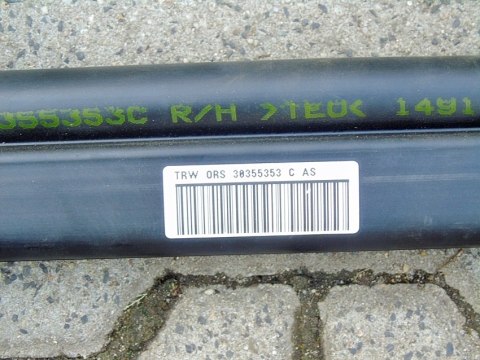 355353C R/H >TEO< 1491
TRW ORS 30355353 C AS